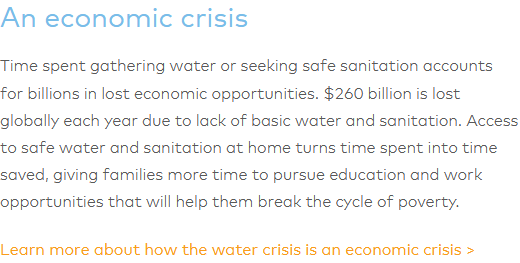 An economic crisis
Time spent gathering water or seeking safe sanitation accounts
for billions in lost economic opportunities. $260 billion is lost
globally each year due to lack of basic water and sanitation. Access
to safe water and sanitation at home turns time spent into time
saved, giving families more time to pursue education and work
opportunities that will help them break the cycle of poverty.
Learn more about how the water crisis is an economic crisis >